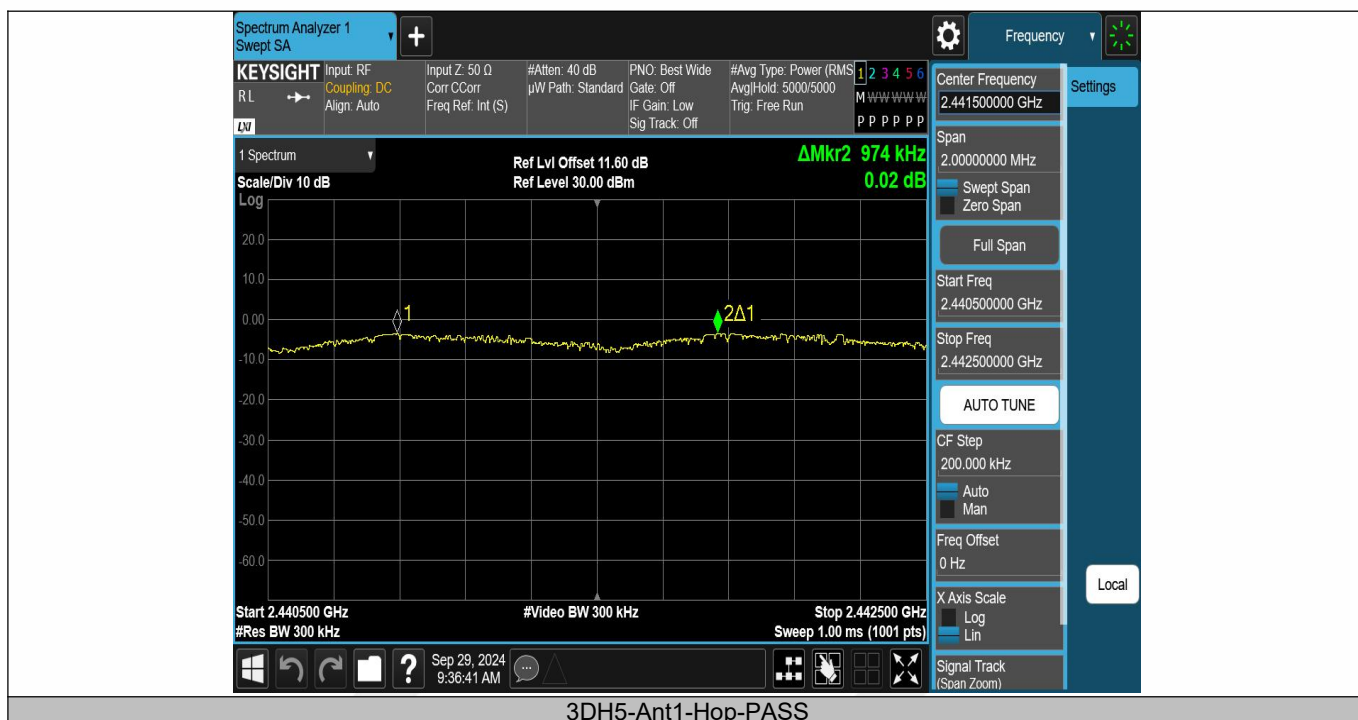 Spectrum Analyzer 1
Swept SA
Frequency
KEYSIGHT
RL
LXI
Input: RF
Coupling: DC
Align: Auto
Input Z: 50 Ω
Corr CCorr
Freq Ref: Int (S)
#Atten: 40 dB
µW Path: Standard
PNO: Best Wide
Gate: Off
IF Gain: Low
Sig Track: Off
#Avg Type: Power (RMS
Avg|Hold: 5000/5000
Trig: Free Run
1 2 3 4 5 6
M W W W W W
P P P P P P
1 Spectrum
Scale/Div 10 dB
Log
Ref Lvl Offset 11.60 dB
Ref Level 30.00 dBm
ΔMkr2 974 kHz
0.02 dB
20.0
10.0
0.00
-10.0
-20.0
-30.0
-40.0
-50.0
-60.0
1
2Δ1
Start 2.440500 GHz
#Res BW 300 kHz
#Video BW 300 kHz
Stop 2.442500 GHz
Sweep 1.00 ms (1001 pts)
Center Frequency
2.441500000 GHz
Settings
Span
2.00000000 MHz
Swept Span
Zero Span
Full Span
Start Freq
2.440500000 GHz
Stop Freq
2.442500000 GHz
AUTO TUNE
CF Step
200.000 kHz
Auto
Man
Freq Offset
0 Hz
X Axis Scale
Log
Lin
Local
Signal Track
(Span Zoom)
?
Sep 29, 2024
9:36:41 AM
3DH5-Ant1-Hop-PASS